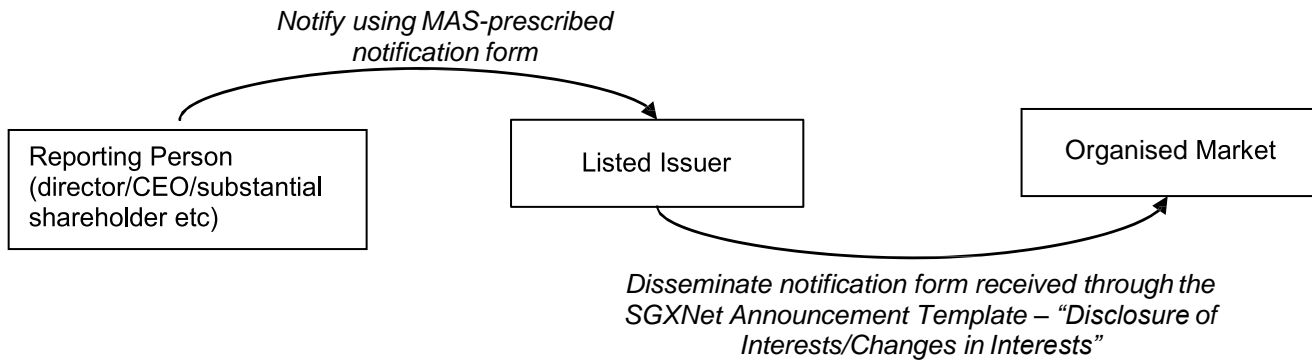 Notify using MAS-prescribed
notification form
Reporting Person
(director/CEO/substantial
shareholder etc)
Listed Issuer
Organised Market
Disseminate notification form received through the
SGXNet Announcement Template – “Disclosure of
Interests/Changes in Interests”